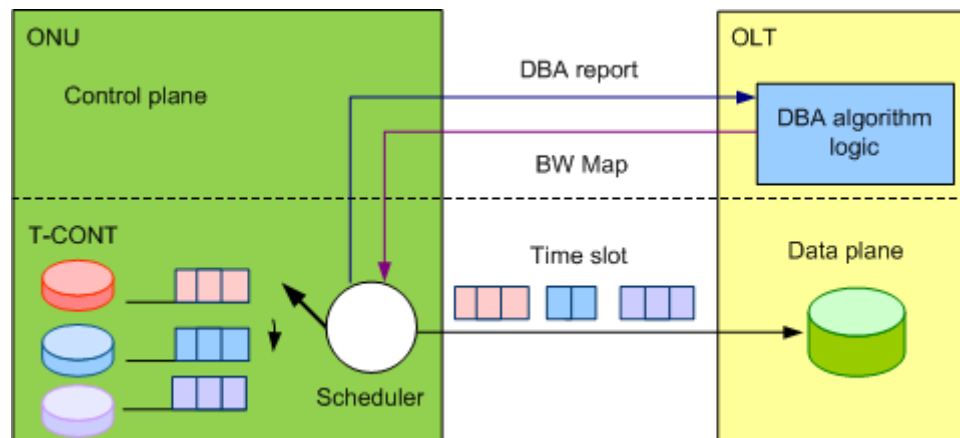 ONU
OLT
Control plane
DBA report
DBA algorithm
logic
BW Map
T-CONT
Time slot
Data plane
Scheduler